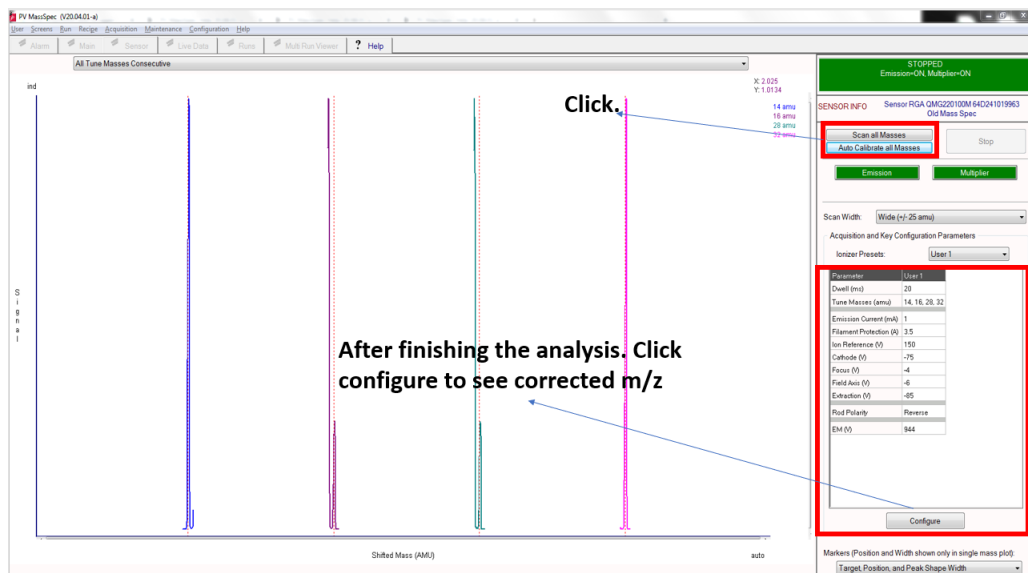 PV MassSpec (V20.04.01-a)
User Screens Run Recipe Acquisition Maintenance Configuration Help
Alarm Main Sensor Live Data Runs Multi Run Viewer ? Help
All Tune Masses Consecutive
ind
X: 2.025
Y: 1.0134
14 amu
16 amu
28 amu
32 amu
Signal
Click.
After finishing the analysis. Click
configure to see corrected m/z
Shifted Mass (AMU)
auto
STOPPED
Emission=ON, Multiplier=ON
SENSOR INFO Sensor RGA QMG220100M 64D241019963
Old Mass Spec
Scan all Masses
Auto Calibrate all Masses
Stop
Emission Multiplier
Scan Width: Wide (+/- 25 amu)
Acquisition and Key Configuration Parameters
Ionizer Presets: User 1
Parameter User 1
Dwell (ms) 20
Tune Masses (amu) 14, 16, 28, 32
Emission Current (mA) 1
Filament Protection (A) 3.5
Ion Reference (V) 150
Cathode (V) -75
Focus (V) -4
Field Axis (V) -6
Extraction (V) -85
Rod Polarity Reverse
EM (V) 944
Configure
Markers (Position and Width shown only in single mass plot):
Target, Position, and Peak Shape Width